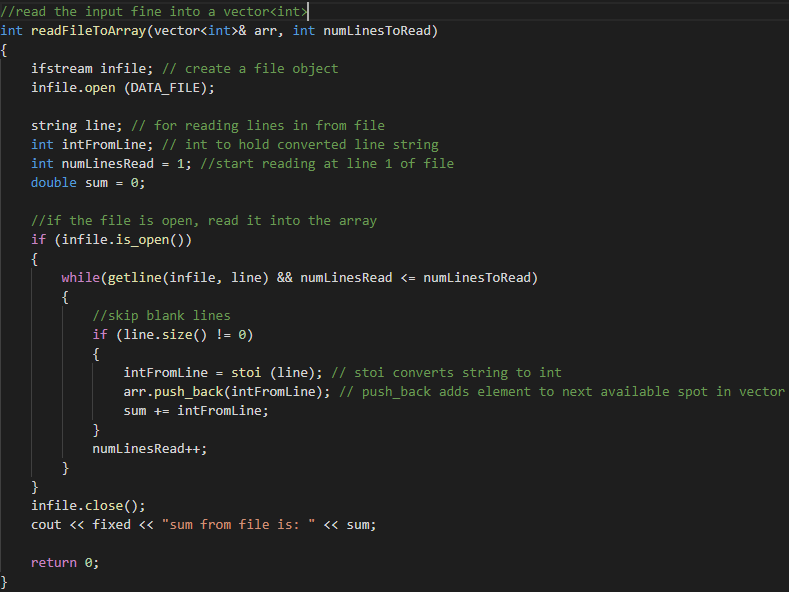 //read the input fine into a vector<int>
int readFileToArray(vector<int>& arr, int numLinesToRead)
{
ifstream infile; // create a file object
infile.open (DATA_FILE);
string line; // for reading lines in from file
int intFromLine; // int to hold converted line string
int numLinesRead = 1; //start reading at line 1 of file
double sum = 0;
//if the file is open, read it into the array
if (infile.is_open())
{
while(getline(infile, line) && numLinesRead <= numLinesToRead)
{
//skip blank lines
if (line.size() != 0)
{
intFromLine = stoi (line); // stoi converts string to int
arr.push_back(intFromLine); // push_back adds element to next available spot in vector
sum += intFromLine;
}
numLinesRead++;
}
}
infile.close();
cout << fixed << "sum from file is: " << sum;
return 0;
}